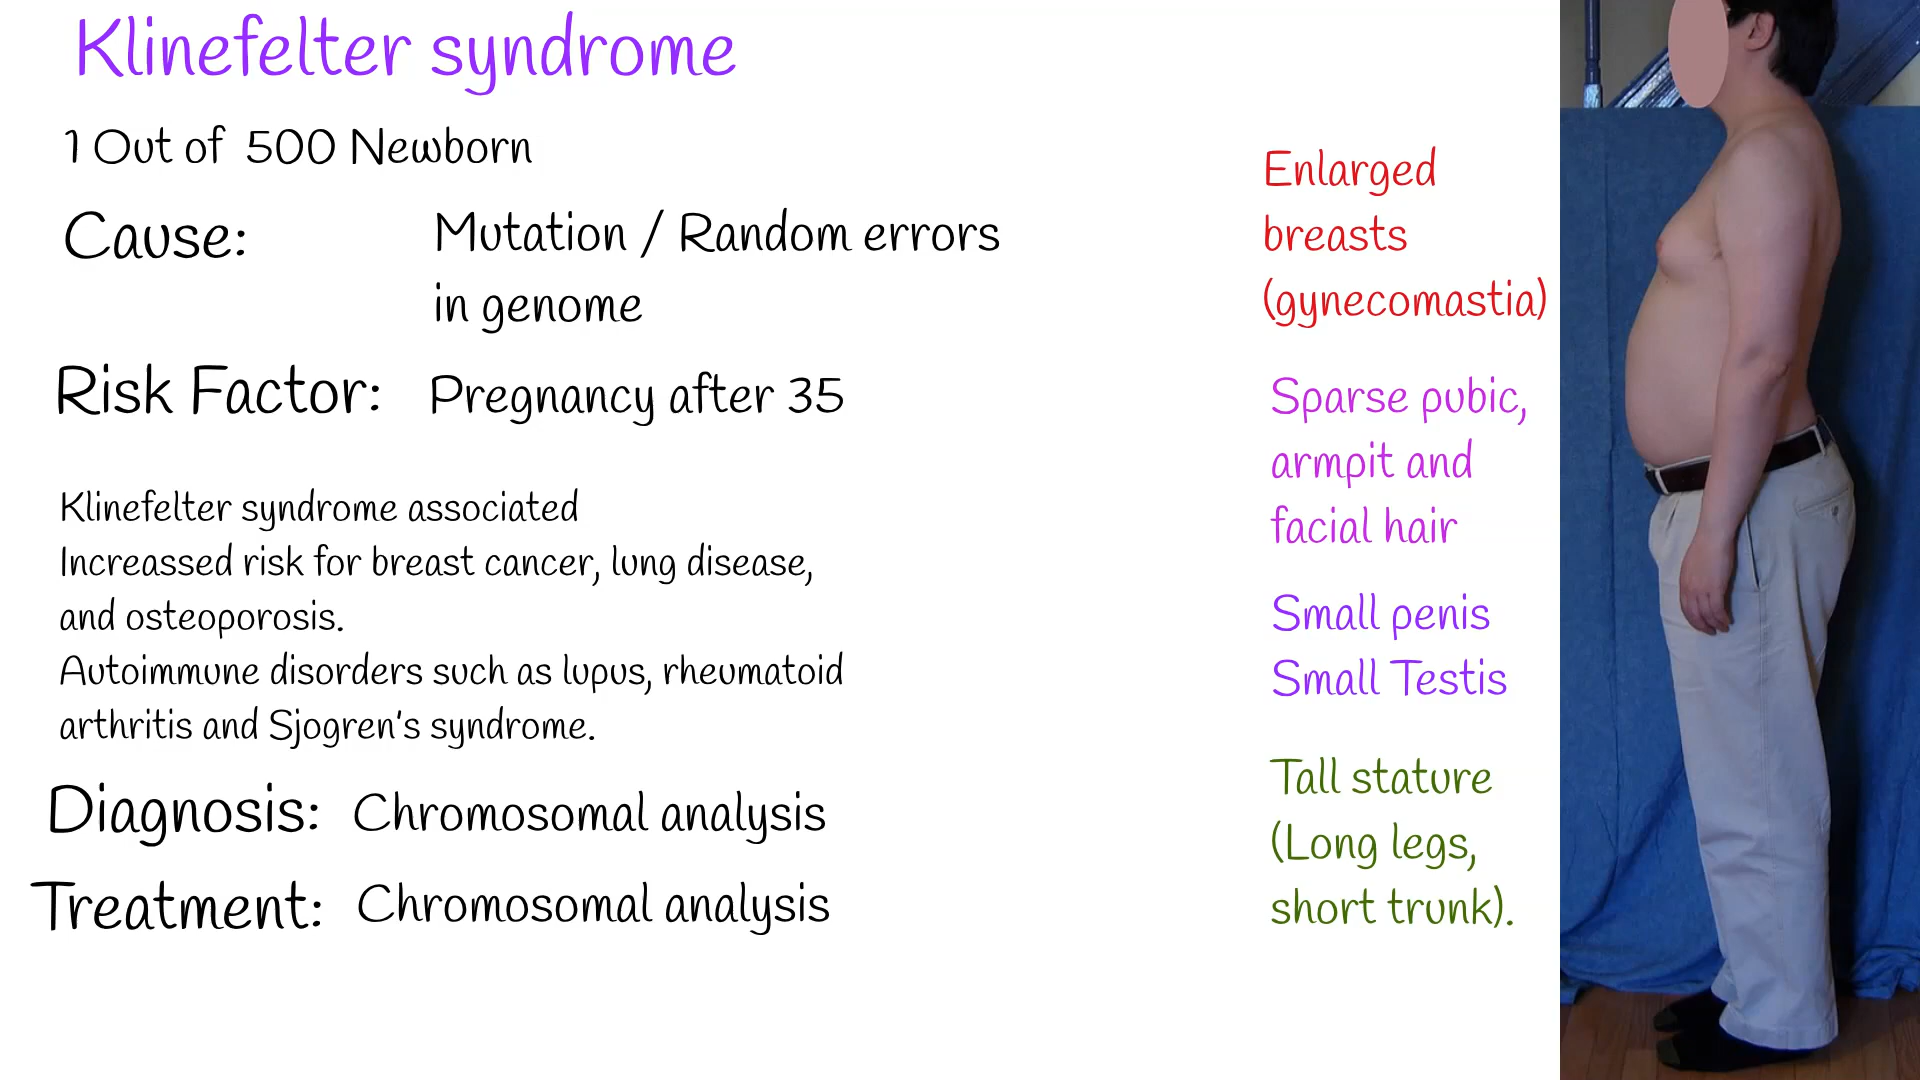 Klinefelter syndrome
1 Out of 500 Newborn
Cause:
Mutation / Random errors
in genome
Risk Factor:
Pregnancy after 35
Klinefelter syndrome associated
Increassed risk for breast cancer, lung disease,
and osteoporosis.
Autoimmune disorders such as lupus, rheumatoid
arthritis and Sjogren's syndrome.
Diagnosis:
Chromosomal analysis
Treatment:
Chromosomal analysis
Enlarged
breasts
(gynecomastia)
Sparse pubic,
armpit and
facial hair
Small penis
Small Testis
Tall stature
(Long legs,
short trunk).